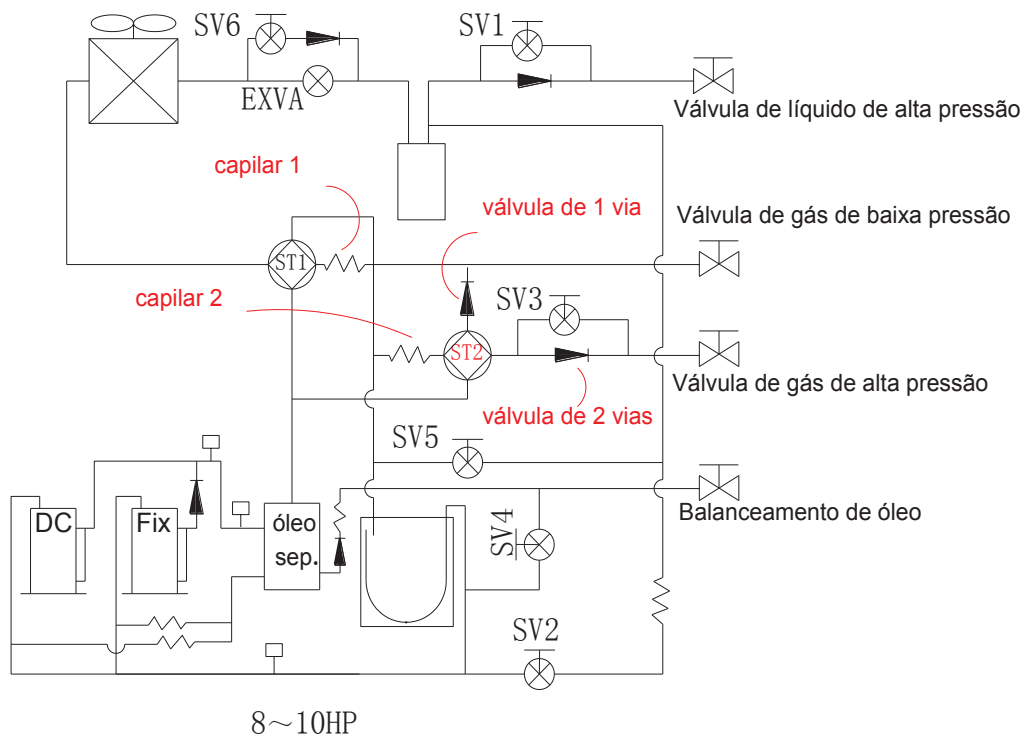 SV6
SV1
EXVA
Válvula de líquido de alta pressão
capilar 1
válvula de 1 via
Válvula de gás de baixa pressão
ST1
capilar 2
SV3
ST2
Válvula de gás de alta pressão
válvula de 2 vias
SV5
DC
Fix
óleo
sep.
SV4
Balanceamento de óleo
SV2
8~10HP